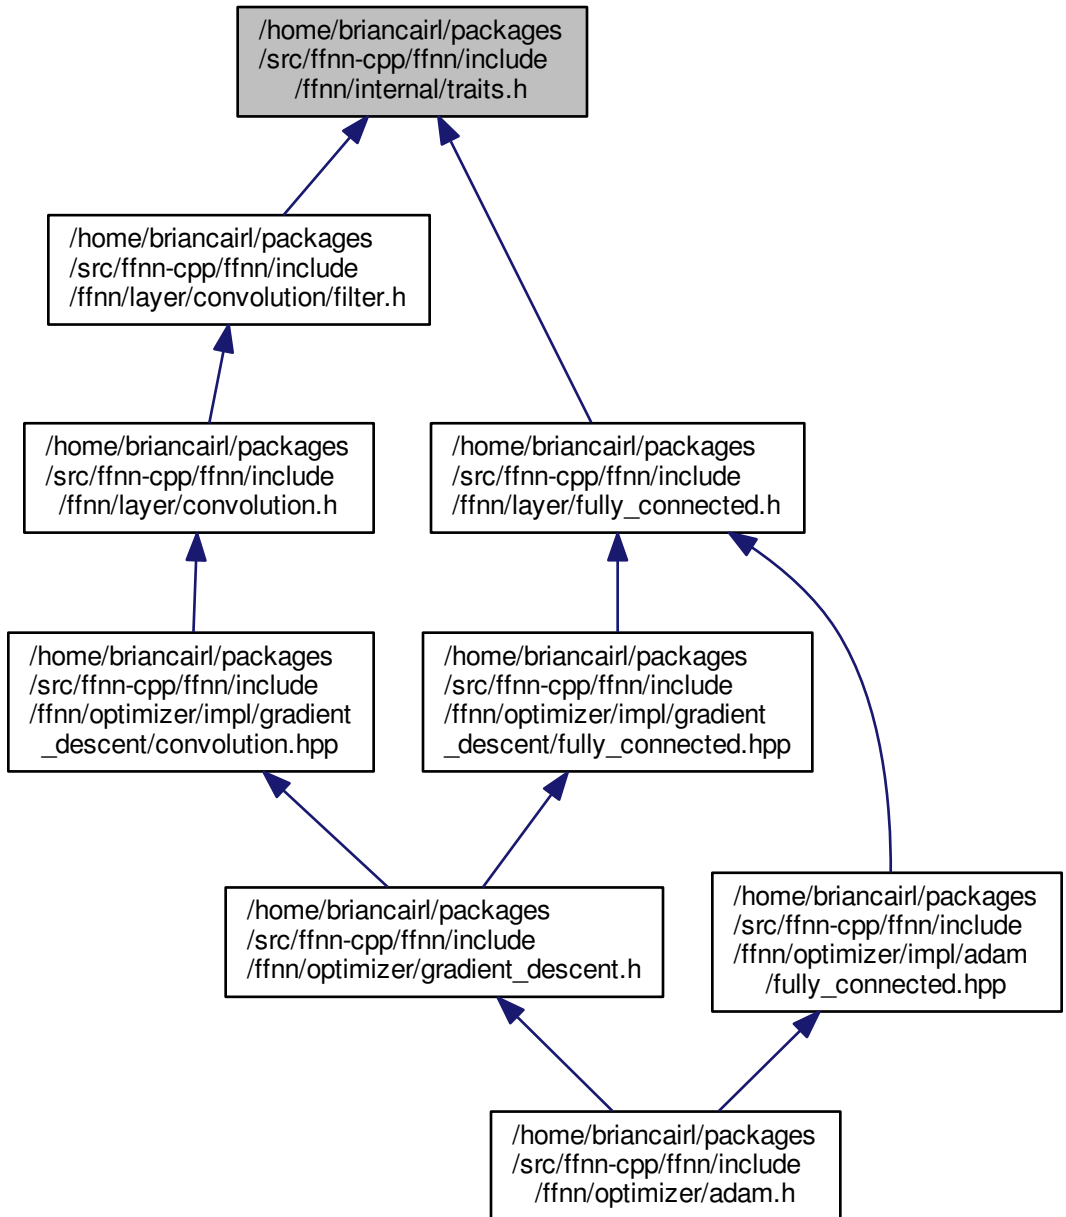 /home/briancairl/packages
/src/ffnn-cpp/ffnn/include
/ffnn/internal/traits.h
/home/briancairl/packages
/src/ffnn-cpp/ffnn/include
/ffnn/layer/convolution/filter.h
/home/briancairl/packages
/src/ffnn-cpp/ffnn/include
/ffnn/layer/convolution.h
/home/briancairl/packages
/src/ffnn-cpp/ffnn/include
/ffnn/layer/fully_connected.h
/home/briancairl/packages
/src/ffnn-cpp/ffnn/include
/ffnn/optimizer/impl/gradient
_descent/convolution.hpp
/home/briancairl/packages
/src/ffnn-cpp/ffnn/include
/ffnn/optimizer/impl/gradient
_descent/fully_connected.hpp
/home/briancairl/packages
/src/ffnn-cpp/ffnn/include
/ffnn/optimizer/gradient_descent.h
/home/briancairl/packages
/src/ffnn-cpp/ffnn/include
/ffnn/optimizer/impl/adam
/fully_connected.hpp
/home/briancairl/packages
/src/ffnn-cpp/ffnn/include
/ffnn/optimizer/adam.h